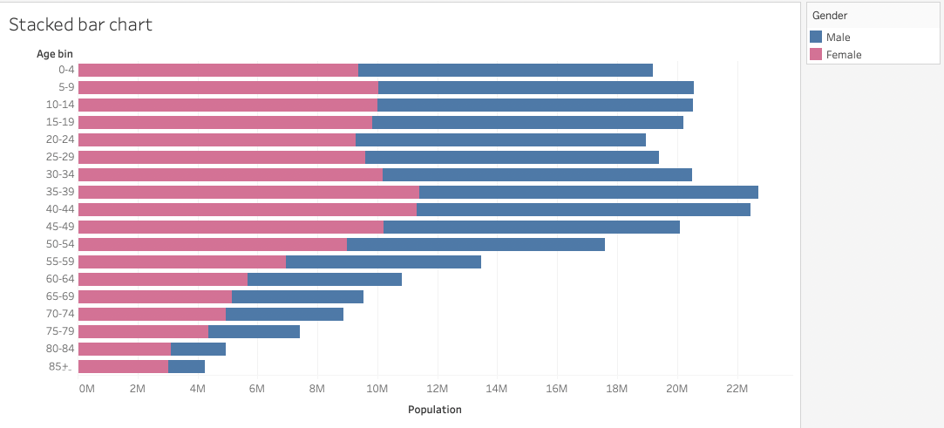 Stacked bar chart
Gender
Male
Female
Age bin
0-4
5-9
10-14
15-19
20-24
25-29
30-34
35-39
40-44
45-49
50-54
55-59
60-64
65-69
70-74
75-79
80-84
85+.
0M 2M 4M 6M 8M 10M 12M 14M 16M 18M 20M 22M
Population